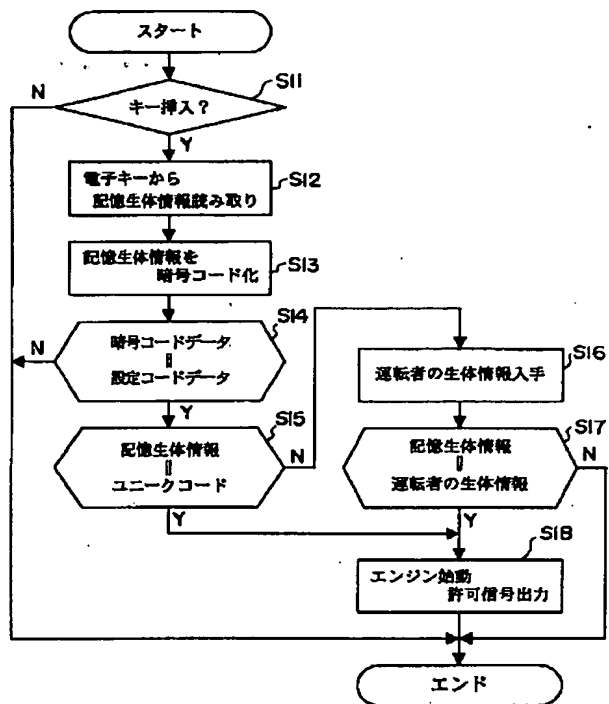 スタート
S11
N
キー挿入？
Y
S12
電子キーから
記憶生体情報読み取り
S13
記憶生体情報を
暗号コード化
S14
N
暗号コードデータ
‖
設定コードデータ
Y
S15
記憶生体情報
‖
ユニークコード
N
Y
S16
運転者の生体情報入手
S17
記憶生体情報
‖
運転者の生体情報
N
Y
S18
エンジン始動
許可信号出力
エンド